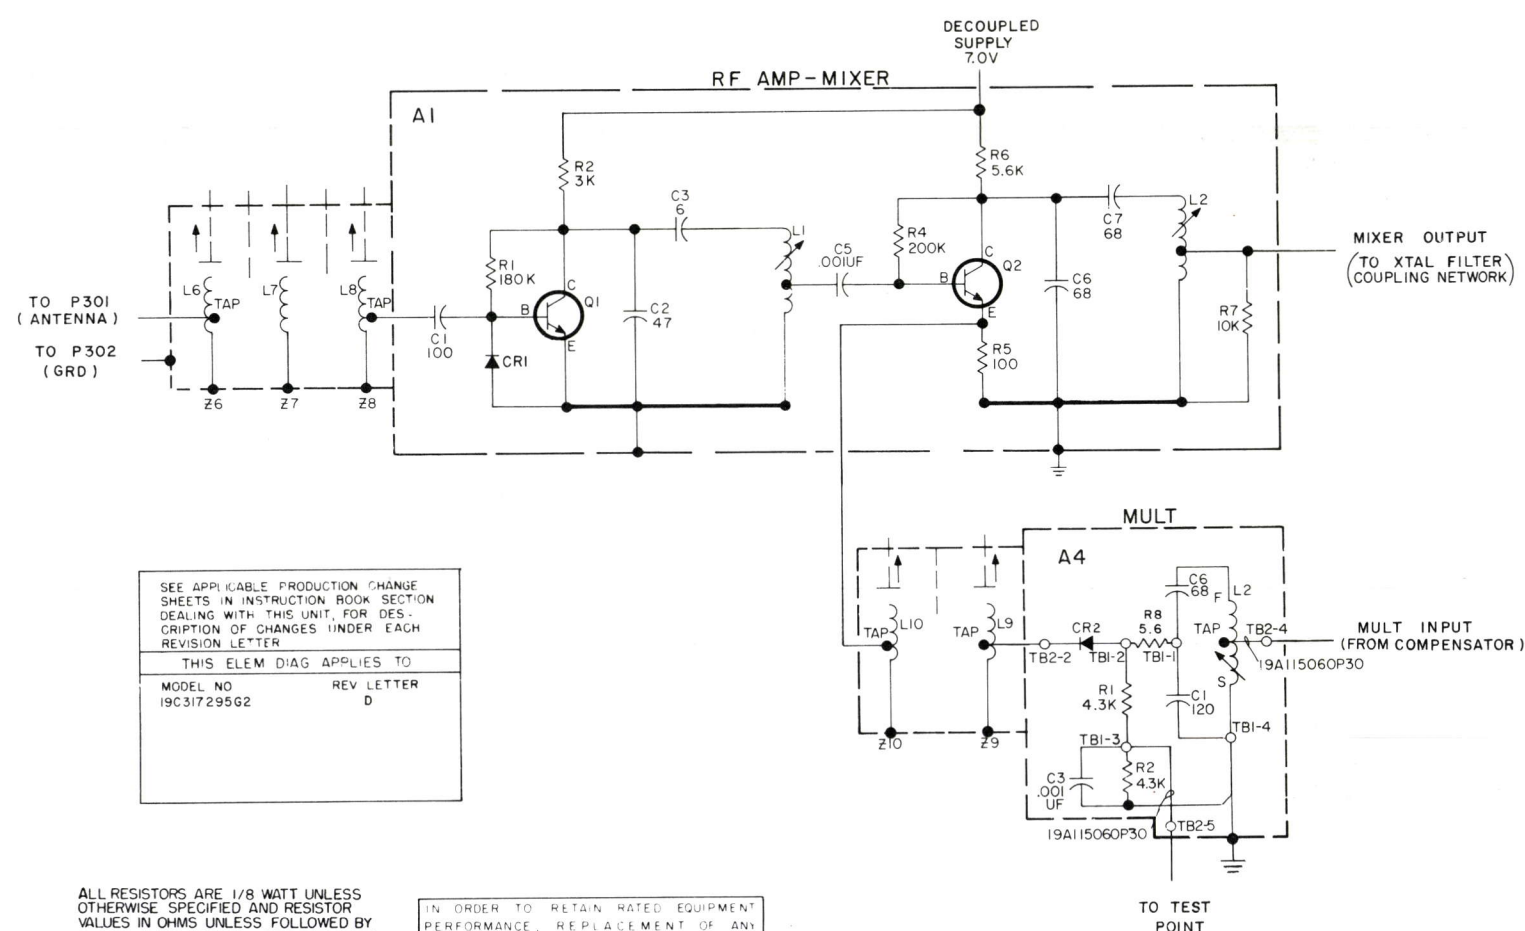 DECOUPLED
SUPPLY
7.0V
RF AMP-MIXER
A1
R2
3K
R6
5.6K
C3
6
L1
R4
200K
C7
68
L2
MIXER OUTPUT
(TO XTAL FILTER)
(COUPLING NETWORK)
R1
180K
C
B
Q1
E
C5
.001UF
C
B
Q2
E
C6
68
R7
10K
L6
TAP
L7
L8
TAP
TO P301
(ANTENNA)
C1
100
C2
47
CR1
R5
100
TO P302
(GRD)
Z6
Z7
Z8
MULT
A4
C6
68
F
L2
R8
5.6
L10
TAP
L9
TAP
CR2
TAP
TB2-4
MULT INPUT
(FROM COMPENSATOR)
TB2-2
TB1-2
TB1-1
19A115060P30
S
R1
4.3K
C1
120
TB1-4
Z10
Z9
TB1-3
R2
4.3K
C3
.001
UF
19A115060P30
TB2-5
TO TEST
POINT
SEE APPLICABLE PRODUCTION CHANGE
SHEETS IN INSTRUCTION BOOK SECTION
DEALING WITH THIS UNIT, FOR DES-
CRIPTION OF CHANGES UNDER EACH
REVISION LETTER
THIS ELEM DIAG APPLIES TO
MODEL NO REV LETTER
19C317295G2 D
ALL RESISTORS ARE 1/8 WATT UNLESS
OTHERWISE SPECIFIED AND RESISTOR
VALUES IN OHMS UNLESS FOLLOWED BY
IN ORDER TO RETAIN RATED EQUIPMENT
PERFORMANCE, REPLACEMENT OF ANY